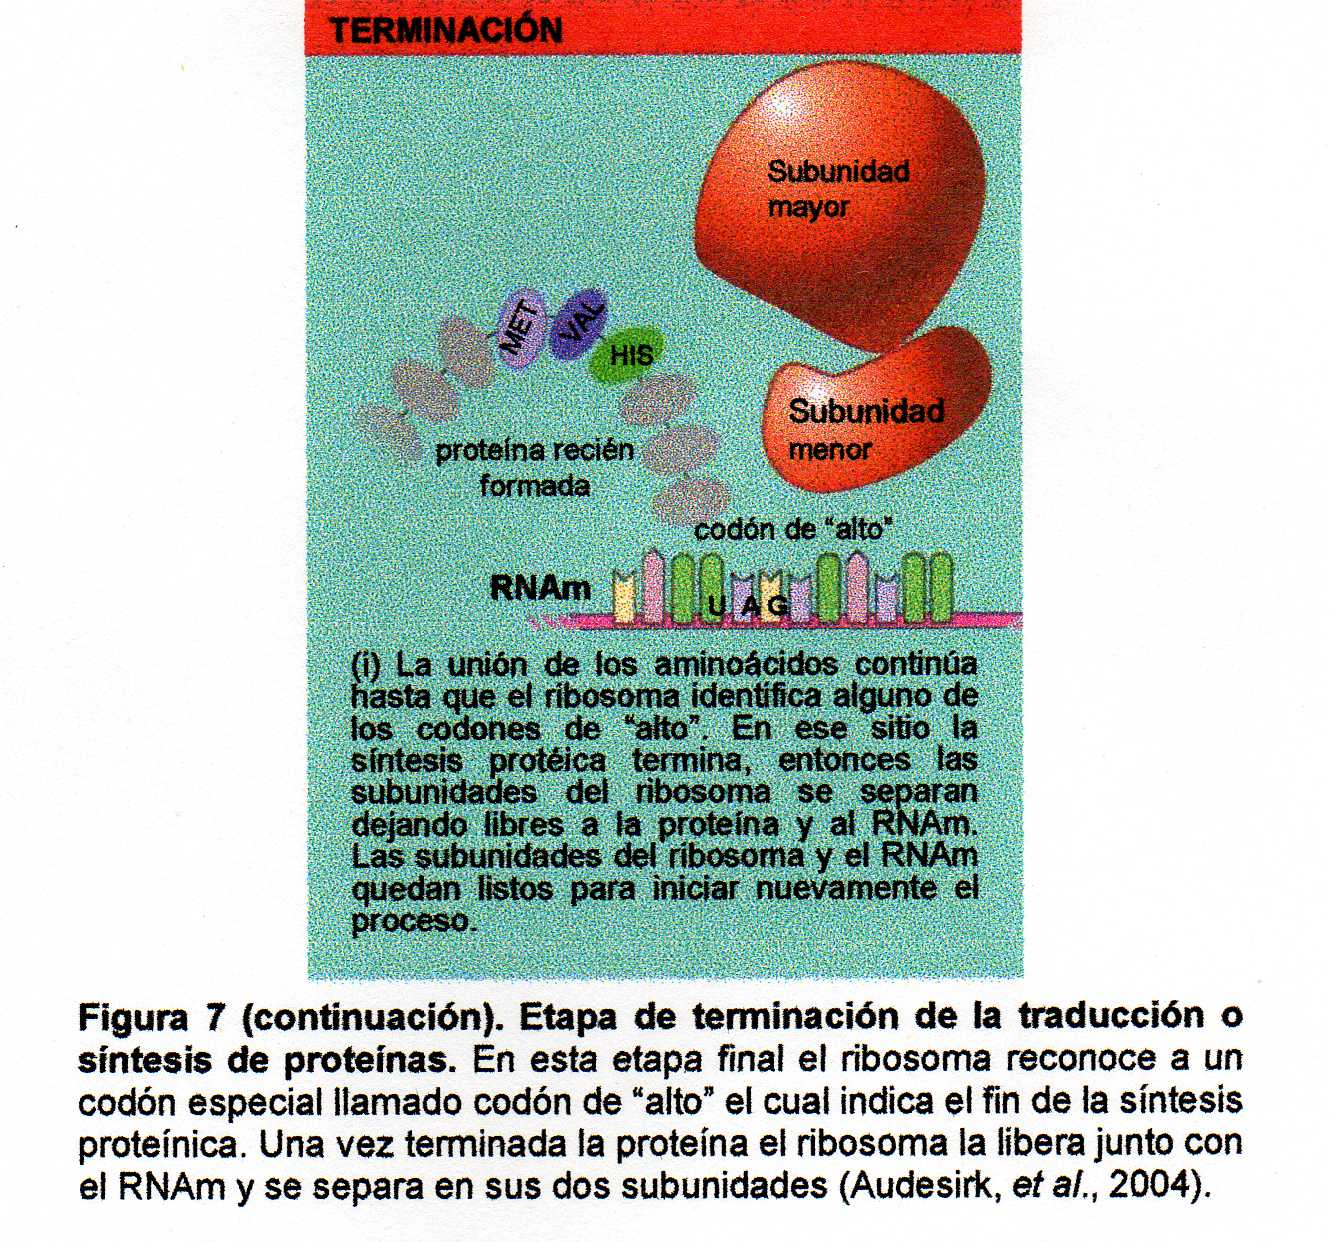 TERMINACIÓN
Subunidad
mayor
MET
VAL
HIS
Subunidad
menor
proteína recién
formada
codón de “alto”
RNAm
U A G
(i) La unión de los aminoácidos continúa
hasta que el ribosoma identífica alguno de
los codones de “alto”. En ese sitio la
síntesis protéica termina, entonces las
subunidades del ribosoma se separan
dejando libres a la proteína y al RNAm.
Las subunidades del ribosoma y el RNAm
quedan listos para iniciar nuevamente el
proceso.
Figura 7 (continuación). Etapa de terminación de la traducción o
síntesis de proteínas. En esta etapa final el ribosoma reconoce a un
codón especial llamado codón de “alto” el cual indica el fin de la síntesis
proteínica. Una vez terminada la proteína el ribosoma la libera junto con
el RNAm y se separa en sus dos subunidades (Audesirk, et al., 2004).